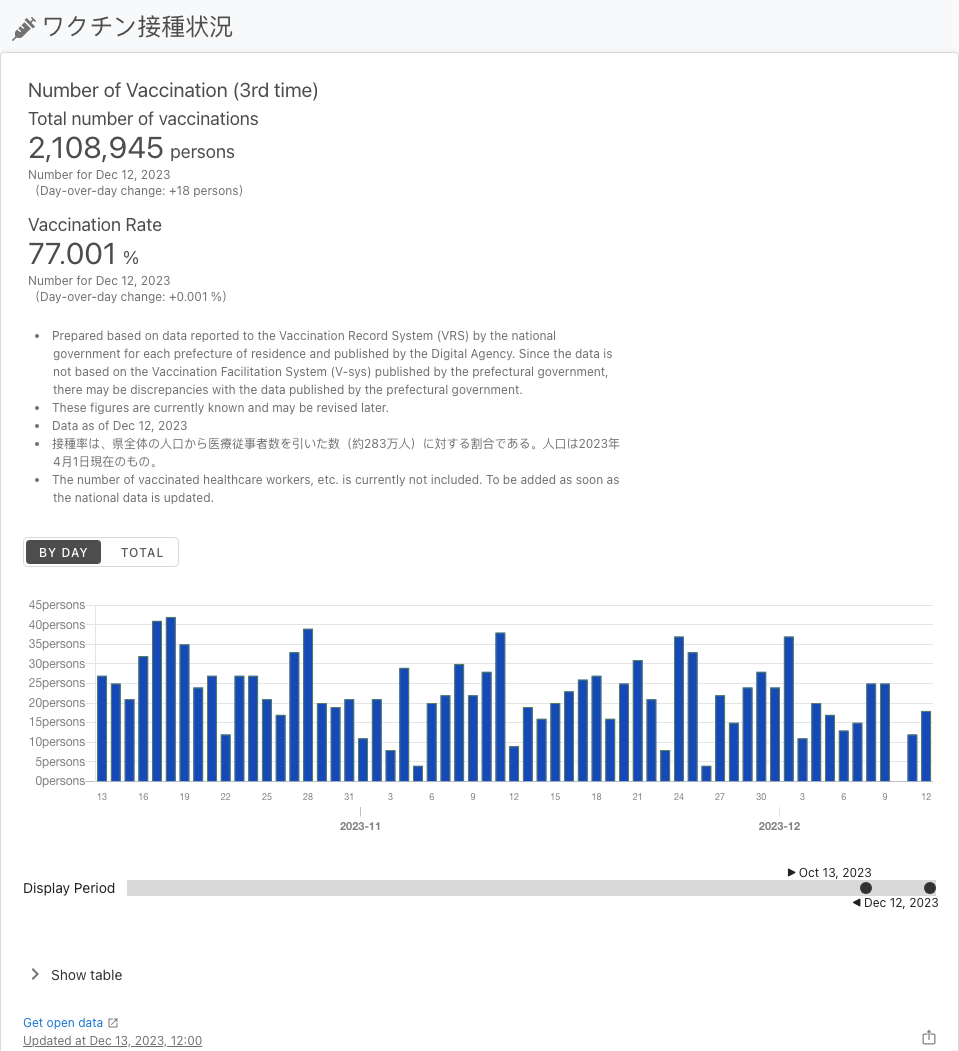 ワクチン接種状況
Number of Vaccination (3rd time)
Total number of vaccinations
2,108,945 persons
Number for Dec 12, 2023
(Day-over-day change: +18 persons)
Vaccination Rate
77.001 %
Number for Dec 12, 2023
(Day-over-day change: +0.001 %)
• Prepared based on data reported to the Vaccination Record System (VRS) by the national
government for each prefecture of residence and published by the Digital Agency. Since the data is
not based on the Vaccination Facilitation System (V-sys) published by the prefectural government,
there may be discrepancies with the data published by the prefectural government.
• These figures are currently known and may be revised later.
• Data as of Dec 12, 2023
• 接種率は、県全体の人口から医療従事者数を引いた数（約283万人）に対する割合である。人口は2023年
4月1日現在のもの。
• The number of vaccinated healthcare workers, etc. is currently not included. To be added as soon as
the national data is updated.
BY DAY TOTAL
45persons
40persons
35persons
30persons
25persons
20persons
15persons
10persons
5persons
0persons
13 16 19 22 25 28 31 3 6 9 12 15 18 21 24 27 30 3 6 9 12
2023-11 2023-12
Oct 13, 2023
Display Period
Dec 12, 2023
Show table
Get open data
Updated at Dec 13, 2023, 12:00